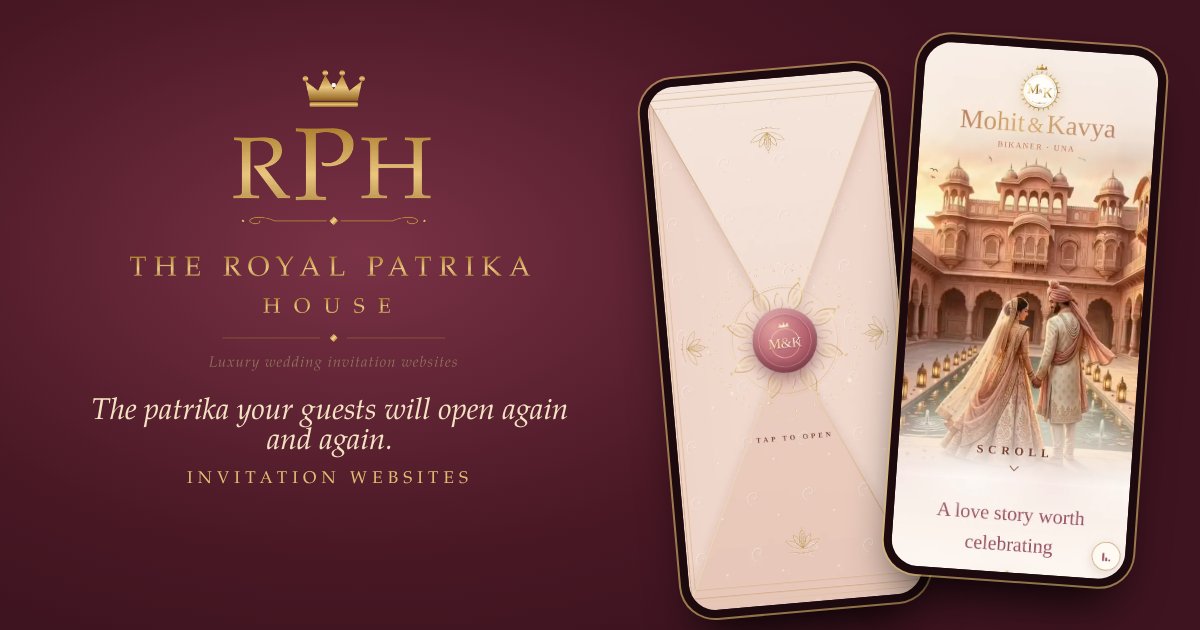 RPH
THE ROYAL PATRIKA
HOUSE
Luxury wedding invitation websites
The patrika your guests will open again
and again.
INVITATION WEBSITES
M&K
TAP TO OPEN
M&K
Mohit & Kavya
BIKANER · UNA
SCROLL
A love story worth
celebrating